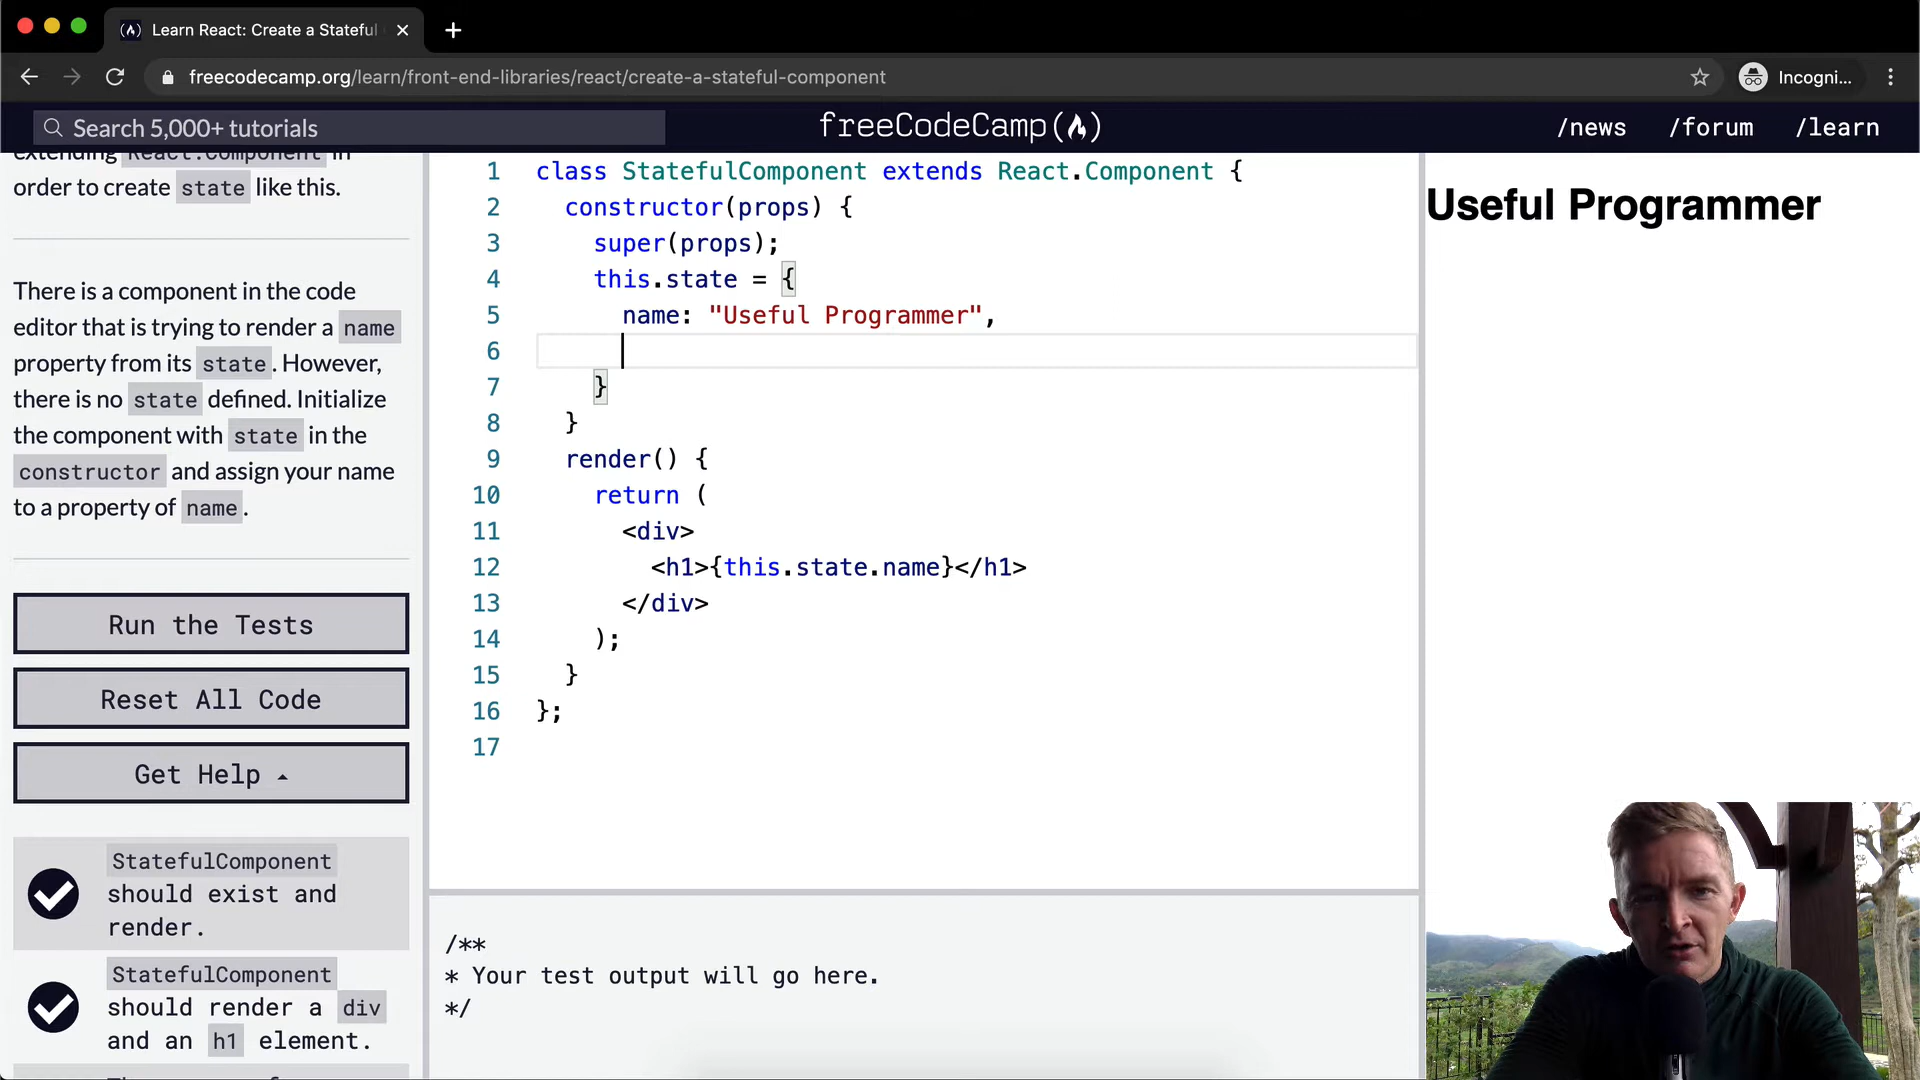 Learn React: Create a Stateful
freecodecamp.org/learn/front-end-libraries/react/create-a-stateful-component
Incogni...
Search 5,000+ tutorials
freeCodeCamp
/news
/forum
/learn
extending React.Component in
order to create state like this.
There is a component in the code
editor that is trying to render a name
property from its state. However,
there is no state defined. Initialize
the component with state in the
constructor and assign your name
to a property of name.
Run the Tests
Reset All Code
Get Help
StatefulComponent
should exist and
render.
StatefulComponent
should render a div
and an h1 element.
1 class StatefulComponent extends React.Component {
2 constructor(props) {
3 super(props);
4 this.state = {
5 name: "Useful Programmer",
6
7 }
8 }
9 render() {
10 return (
11 <div>
12 <h1>{this.state.name}</h1>
13 </div>
14 );
15 }
16 };
17
/**
* Your test output will go here.
*/
Useful Programmer